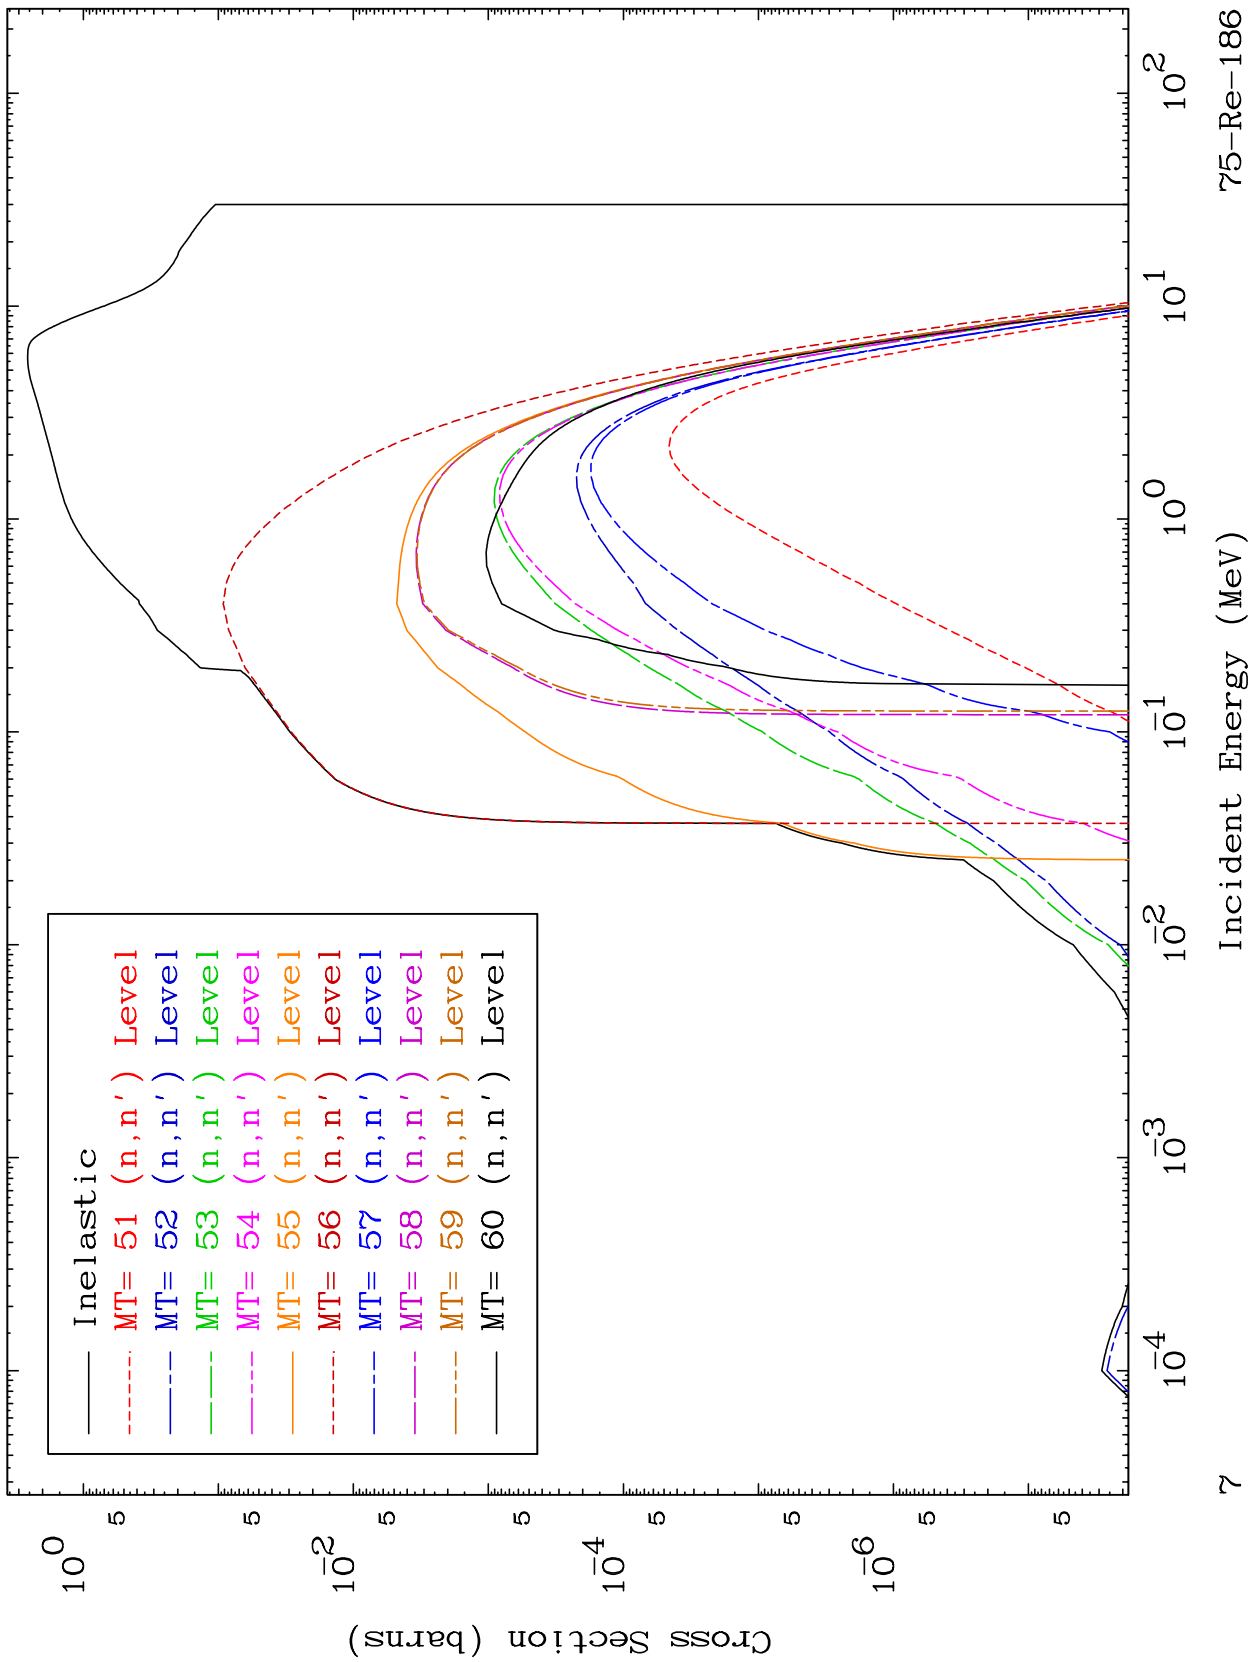 Inelastic
MT= 51 (n,n') Level
MT= 52 (n,n') Level
MT= 53 (n,n') Level
MT= 54 (n,n') Level
MT= 55 (n,n') Level
MT= 56 (n,n') Level
MT= 57 (n,n') Level
MT= 58 (n,n') Level
MT= 59 (n,n') Level
MT= 60 (n,n') Level
Cross Section (barns)
10^0
5
5
10^-2
5
5
10^-4
5
5
10^-6
5
5
10^-4
10^-3
10^-2
10^-1
10^0
10^1
10^2
Incident Energy (MeV)
7
75-Re-186